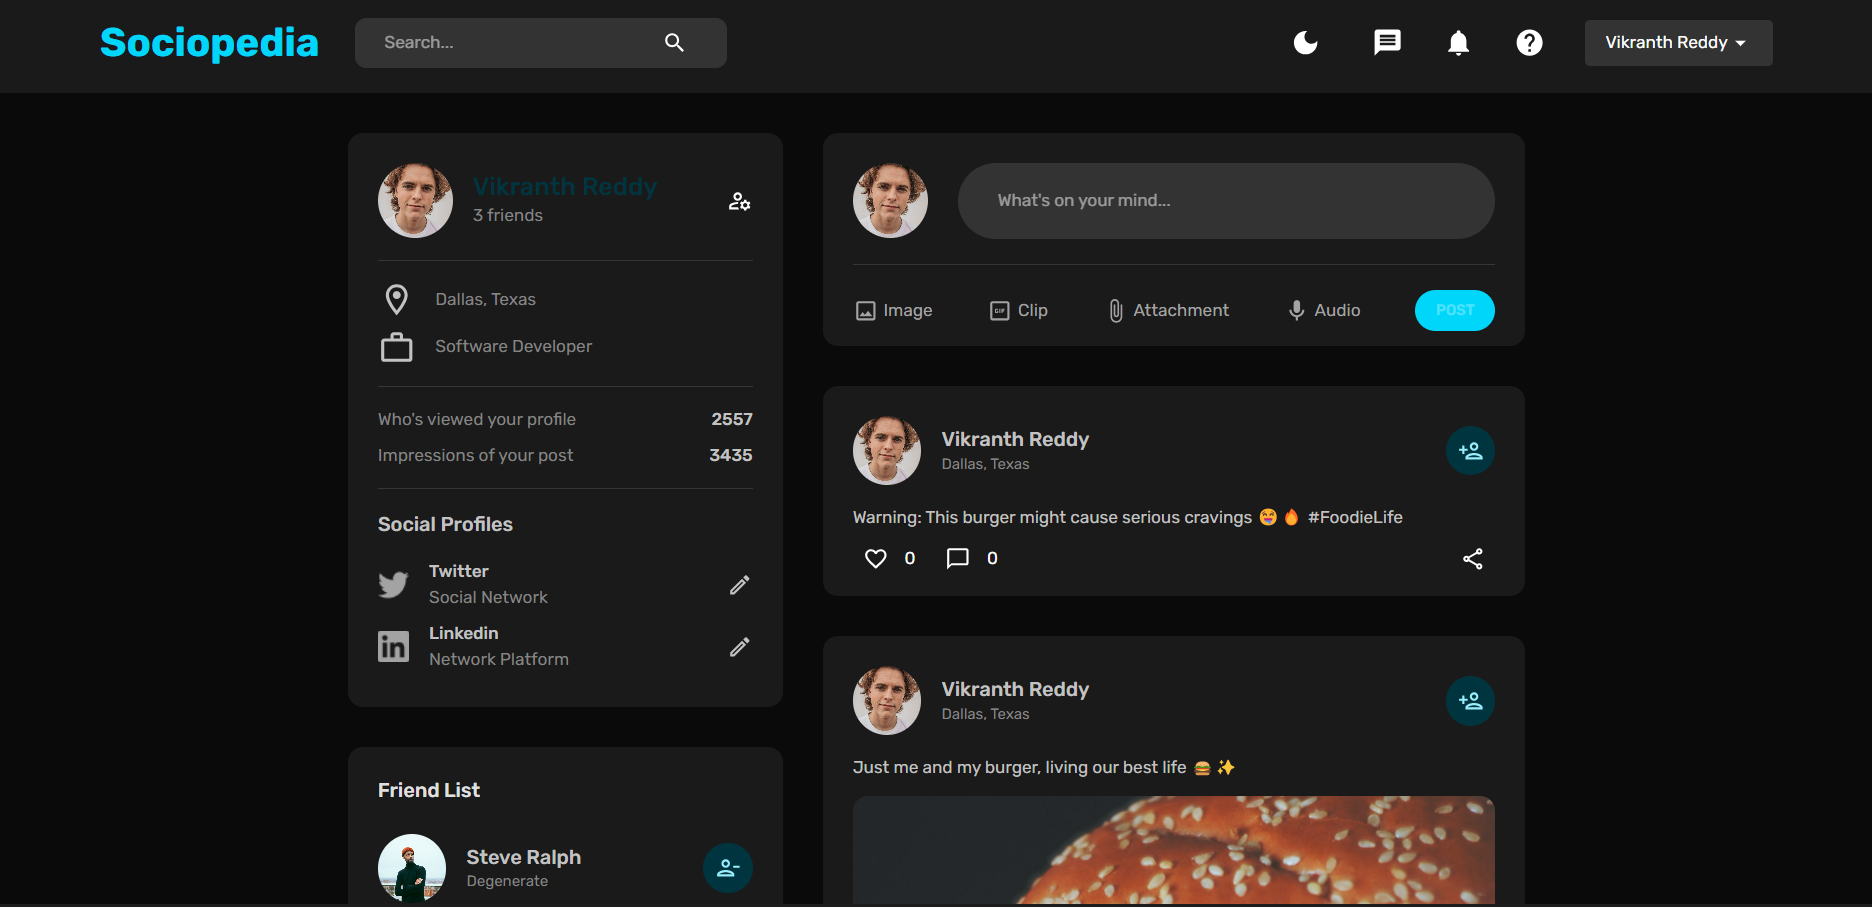 Sociopedia
Search...
Vikranth Reddy
Vikranth Reddy
3 friends
Dallas, Texas
Software Developer
Who's viewed your profile 2557
Impressions of your post 3435
Social Profiles
Twitter
Social Network
Linkedin
Network Platform
Friend List
Steve Ralph
Degenerate
What's on your mind...
Image GIF Clip Attachment Audio POST
Vikranth Reddy
Dallas, Texas
Warning: This burger might cause serious cravings 😆🔥 #FoodieLife
0 0
Vikranth Reddy
Dallas, Texas
Just me and my burger, living our best life 🍔✨